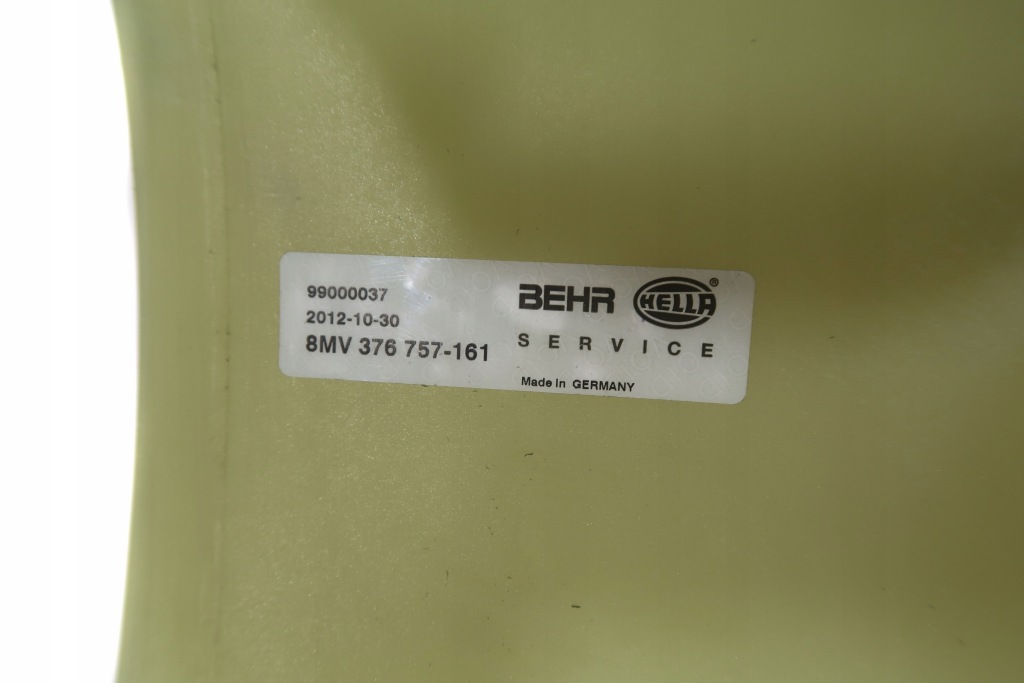 99000037
2012-10-30
8MV 376 757-161
BEHR HELLA®
SERVICE
Made in GERMANY